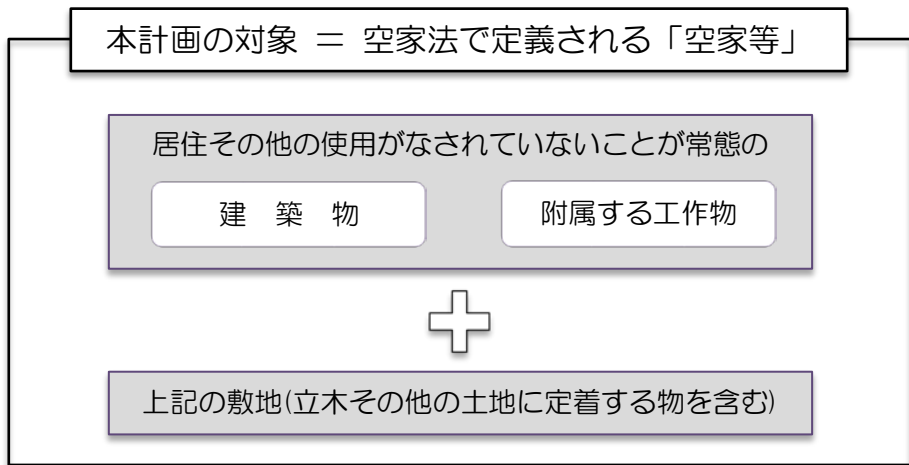 本計画の対象 ＝ 空家法で定義される「空家等」
居住その他の使用がなされていないことが常態の
建 築 物
附属する工作物
上記の敷地(立木その他の土地に定着する物を含む)